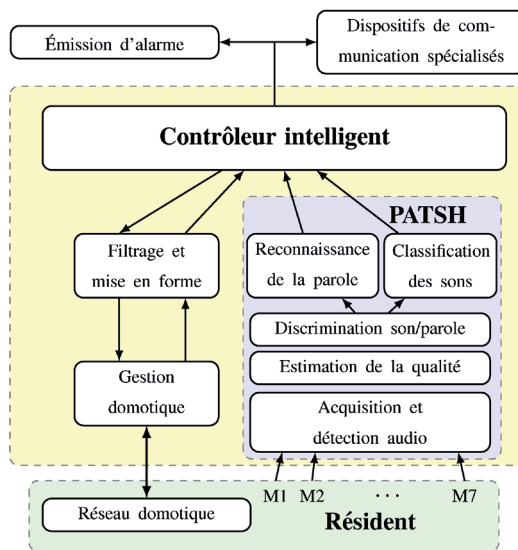 Émission d'alarme
Dispositifs de com-
munication spécialisés
Contrôleur intelligent
PATSH
Filtrage et
mise en forme
Reconnaissance
de la parole
Classification
des sons
Discrimination son/parole
Estimation de la qualité
Gestion
domotique
Acquisition et
détection audio
M1 M2 ... M7
Réseau domotique
Résident